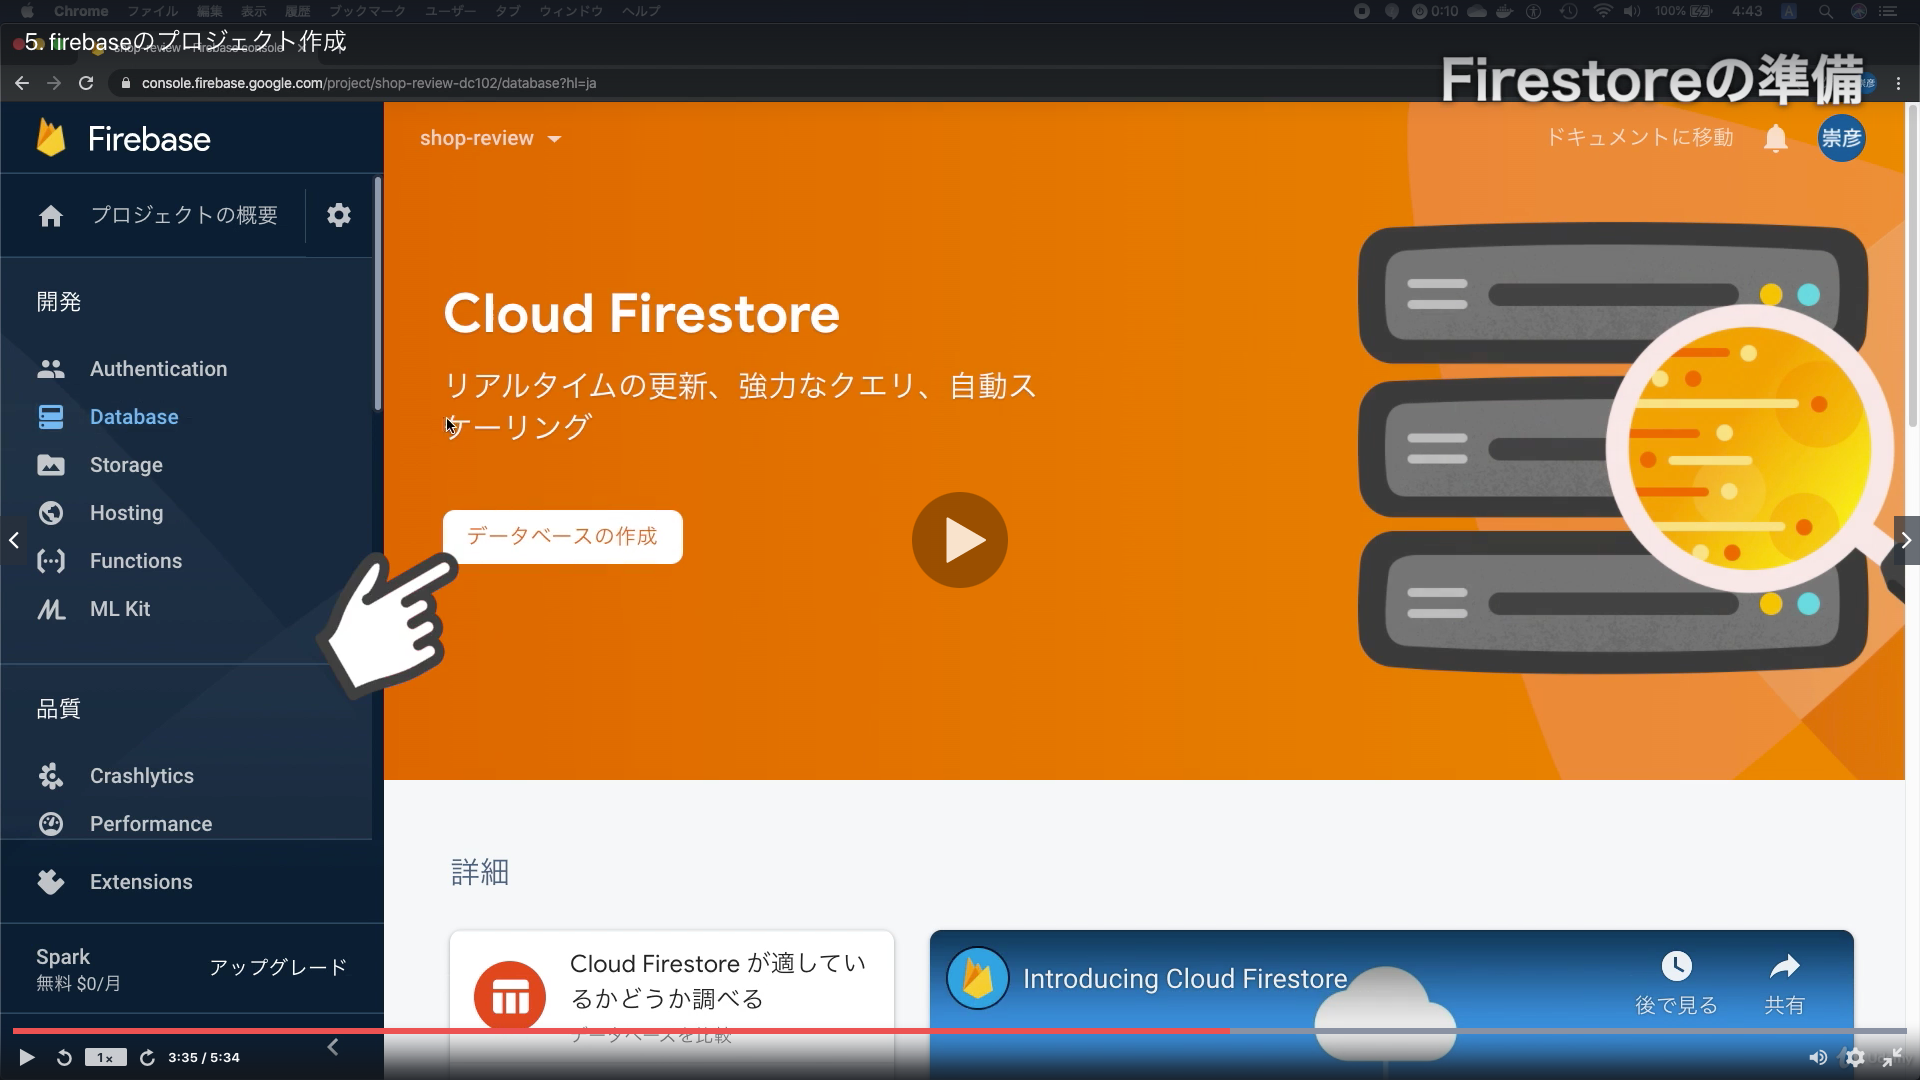 Chrome ファイル 編集 表示 履歴 ブックマーク ユーザー タブ ウィンドウ ヘルプ 0:10 100% 4:43 A
5. firebaseのプロジェクト作成
shop-review – Firebase console
Firestoreの準備
console.firebase.google.com/project/shop-review-dc102/database?hl=ja
Firebase
shop-review
ドキュメントに移動
崇彦
プロジェクトの概要
開発
Authentication
Database
Storage
Hosting
Functions
ML Kit
品質
Crashlytics
Performance
Extensions
Spark
無料 $0/月
アップグレード
Cloud Firestore
リアルタイムの更新、強力なクエリ、自動ス
ケーリング
データベースの作成
詳細
Cloud Firestore が適してい
るかどうか調べる
データベースを比較
Introducing Cloud Firestore
後で見る
共有
1x
3:35 / 5:34